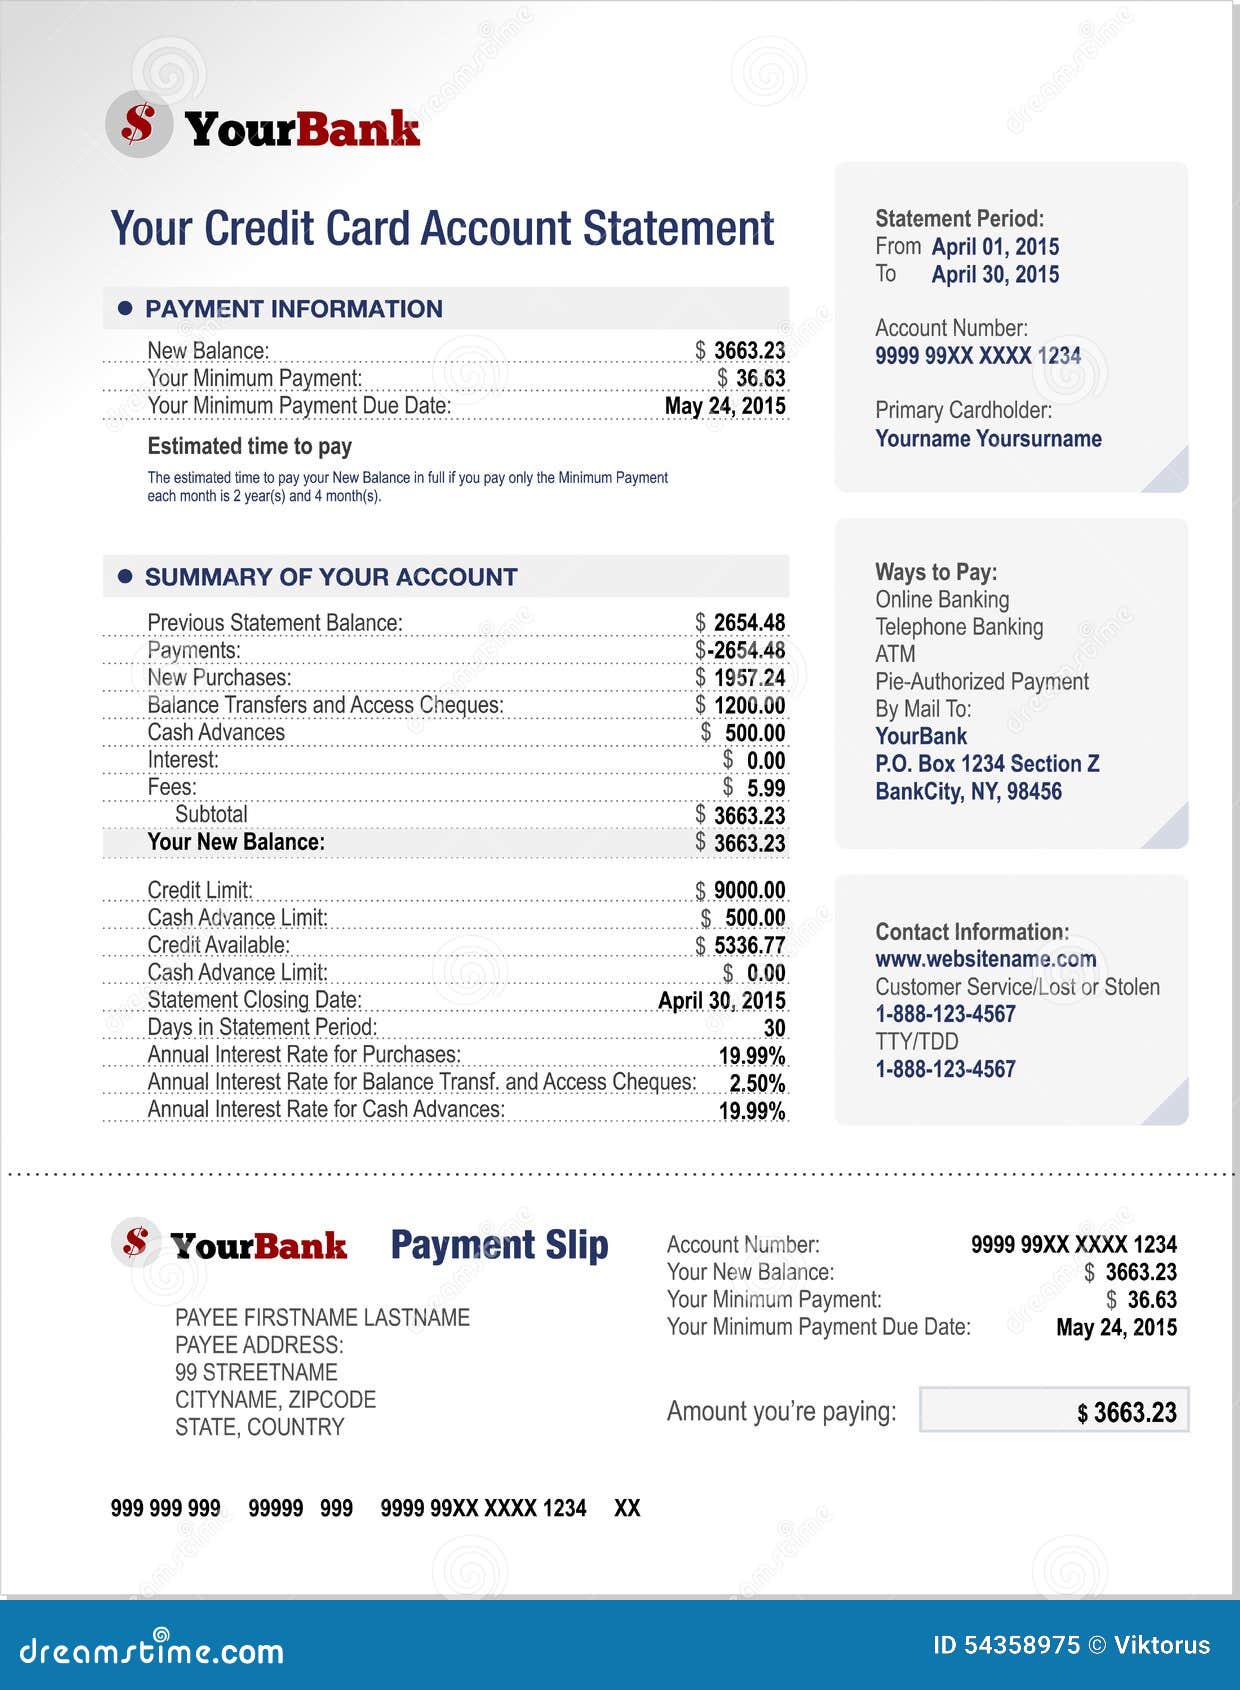 $ YourBank
Your Credit Card Account Statement
PAYMENT INFORMATION
New Balance: $ 3663.23
Your Minimum Payment: $ 36.63
Your Minimum Payment Due Date: May 24, 2015
Estimated time to pay
The estimated time to pay your New Balance in full if you pay only the Minimum Payment
each month is 2 year(s) and 4 month(s).
SUMMARY OF YOUR ACCOUNT
Previous Statement Balance: $ 2654.48
Payments: $-2654.48
New Purchases: $ 1957.24
Balance Transfers and Access Cheques: $ 1200.00
Cash Advances $ 500.00
Interest: $ 0.00
Fees: $ 5.99
Subtotal $ 3663.23
Your New Balance: $ 3663.23
Credit Limit: $ 9000.00
Cash Advance Limit: $ 500.00
Credit Available: $ 5336.77
Cash Advance Limit: $ 0.00
Statement Closing Date: April 30, 2015
Days in Statement Period: 30
Annual Interest Rate for Purchases: 19.99%
Annual Interest Rate for Balance Transf. and Access Cheques: 2.50%
Annual Interest Rate for Cash Advances: 19.99%
Statement Period:
From April 01, 2015
To April 30, 2015
Account Number:
9999 99XX XXXX 1234
Primary Cardholder:
Yourname Yoursurname
Ways to Pay:
Online Banking
Telephone Banking
ATM
Pie-Authorized Payment
By Mail To:
YourBank
P.O. Box 1234 Section Z
BankCity, NY, 98456
Contact Information:
www.websitename.com
Customer Service/Lost or Stolen
1-888-123-4567
TTY/TDD
1-888-123-4567
$ YourBank Payment Slip
PAYEE FIRSTNAME LASTNAME
PAYEE ADDRESS:
99 STREETNAME
CITYNAME, ZIPCODE
STATE, COUNTRY
Account Number: 9999 99XX XXXX 1234
Your New Balance: $ 3663.23
Your Minimum Payment: $ 36.63
Your Minimum Payment Due Date: May 24, 2015
Amount you're paying: $ 3663.23
999 999 999 99999 999 9999 99XX XXXX 1234 XX
dreamstime.com
ID 54358975 © Viktorus